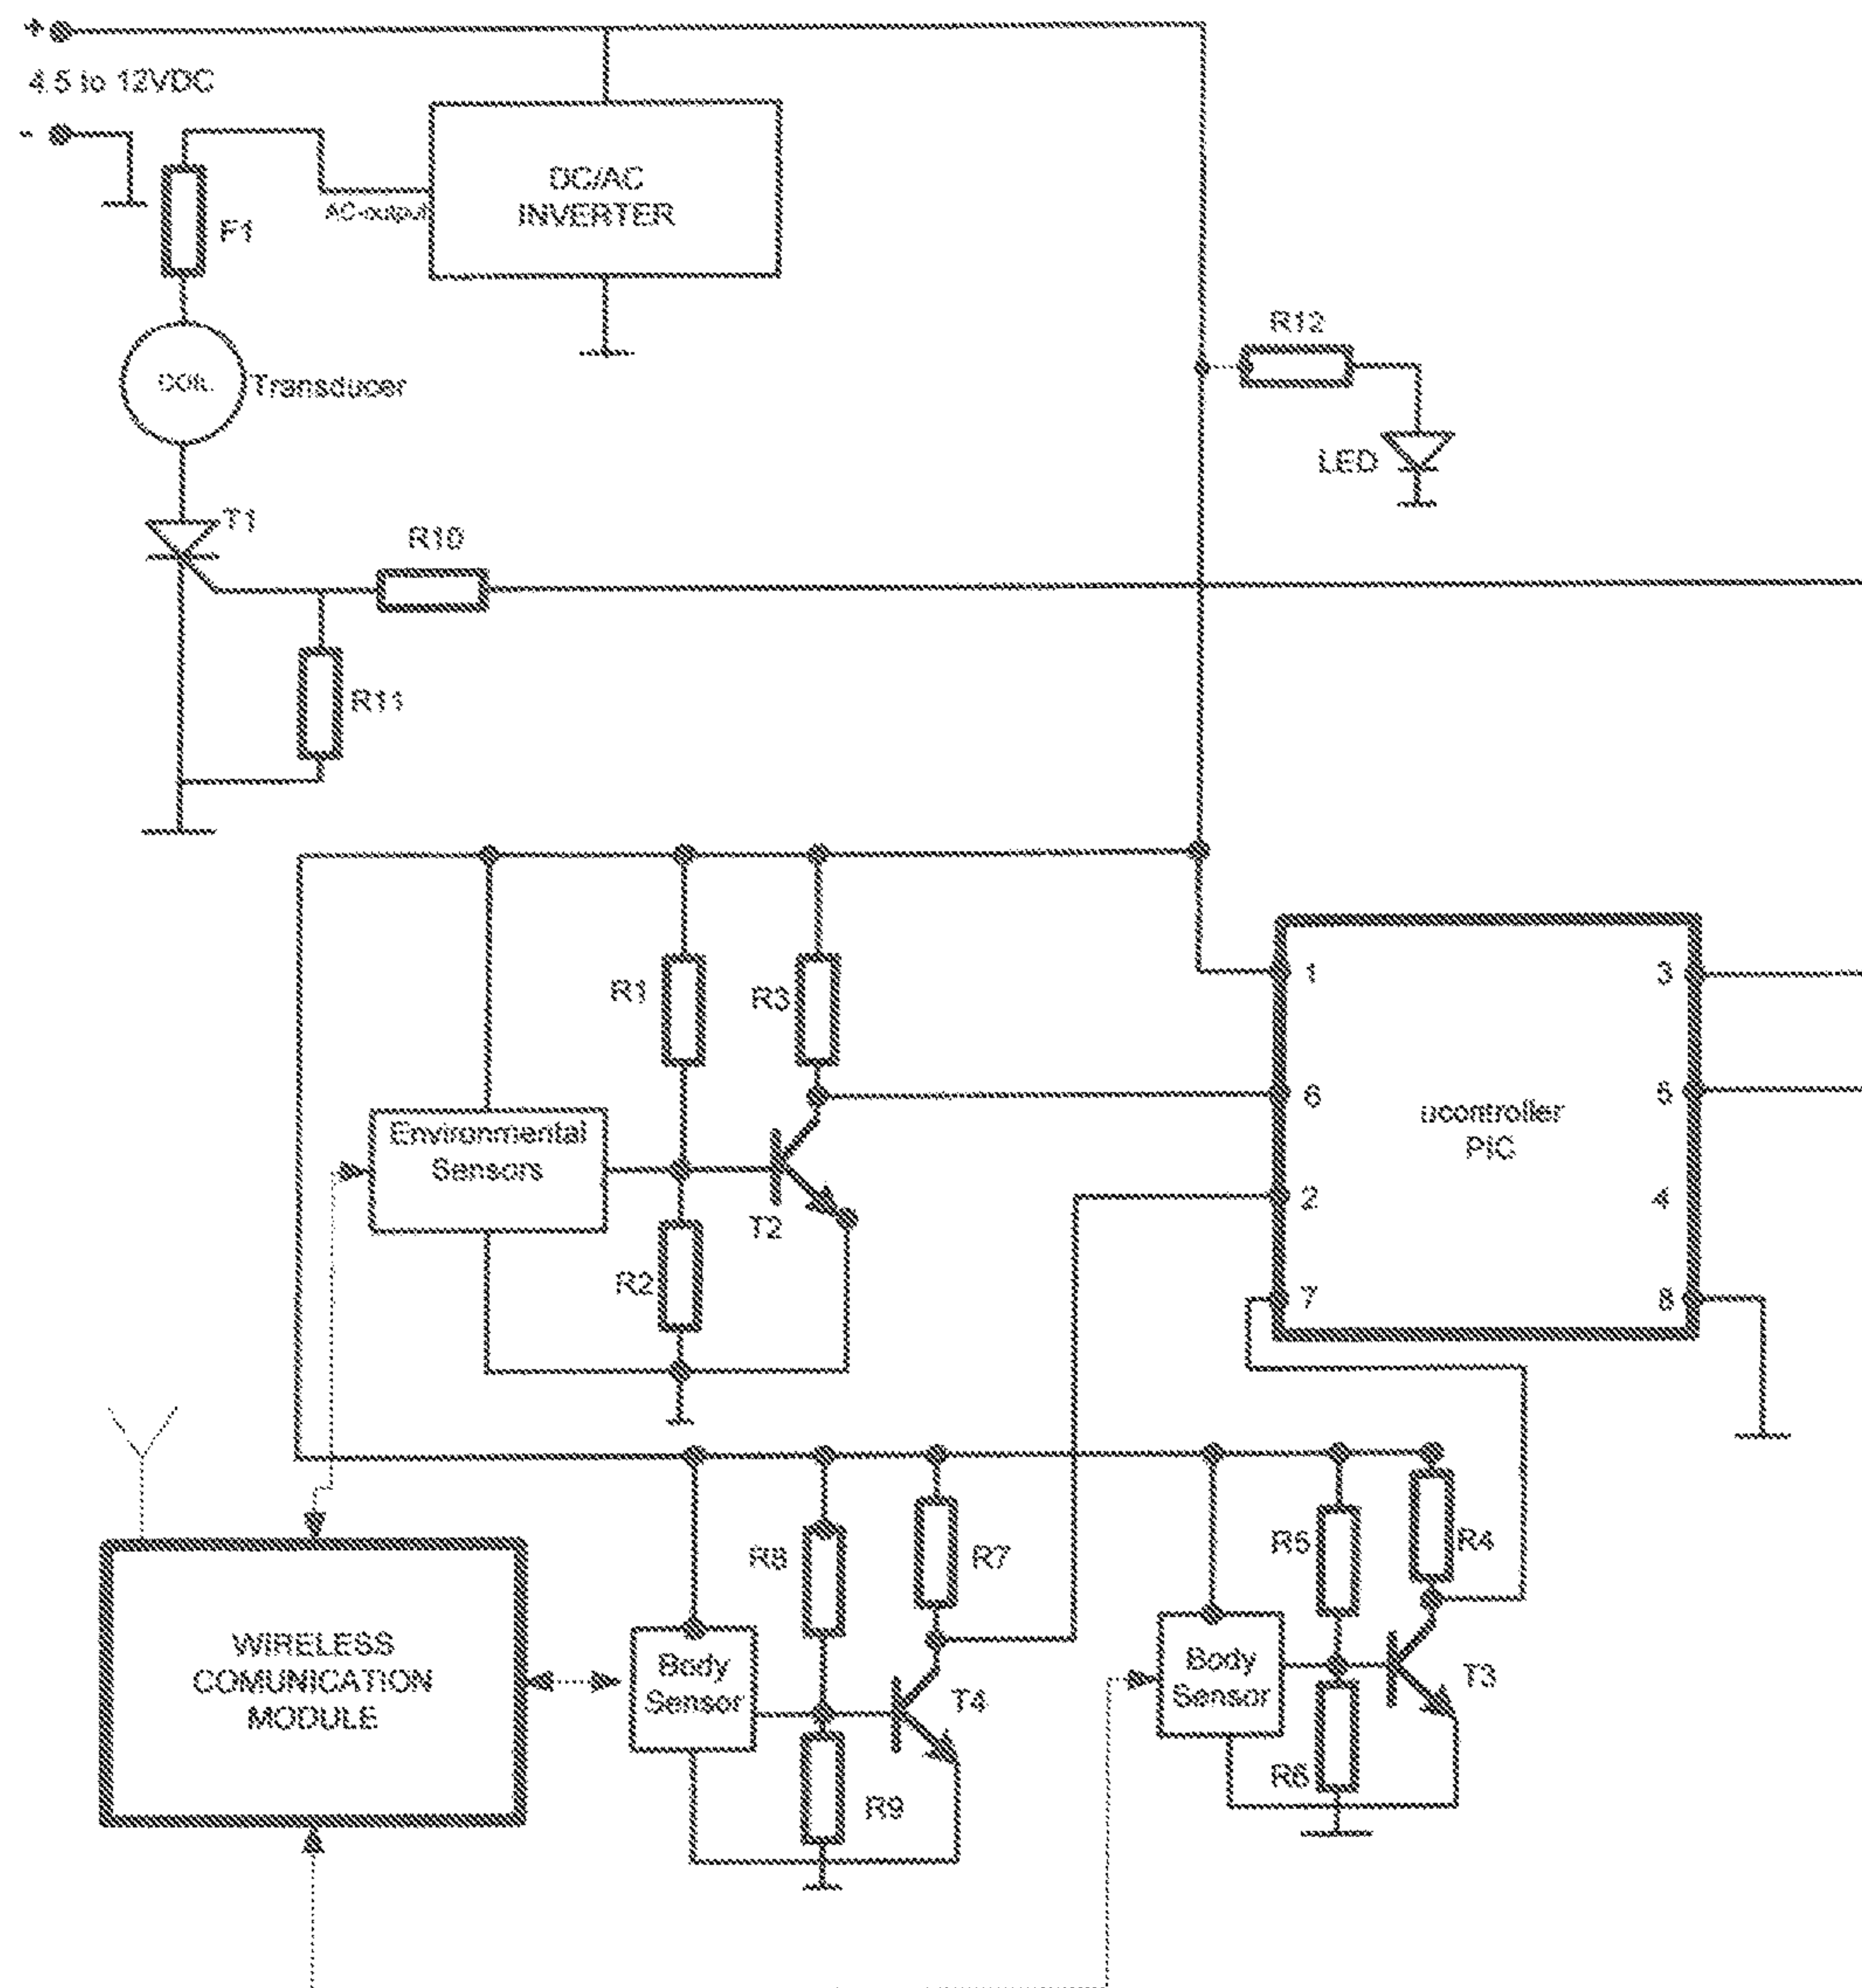 +
4.5 to 12VDC
-
F1
AC-output
DC/AC
INVERTER
COIL
Transducer
R12
LED
T1
R10
R11
R1
R3
1
3
6
ucontroller
PIC
5
Environmental
Sensors
2
4
T2
R2
7
8
R8
R7
R5
R4
WIRELESS
COMUNICATION
MODULE
Body
Sensor
T4
Body
Sensor
T3
R9
R6